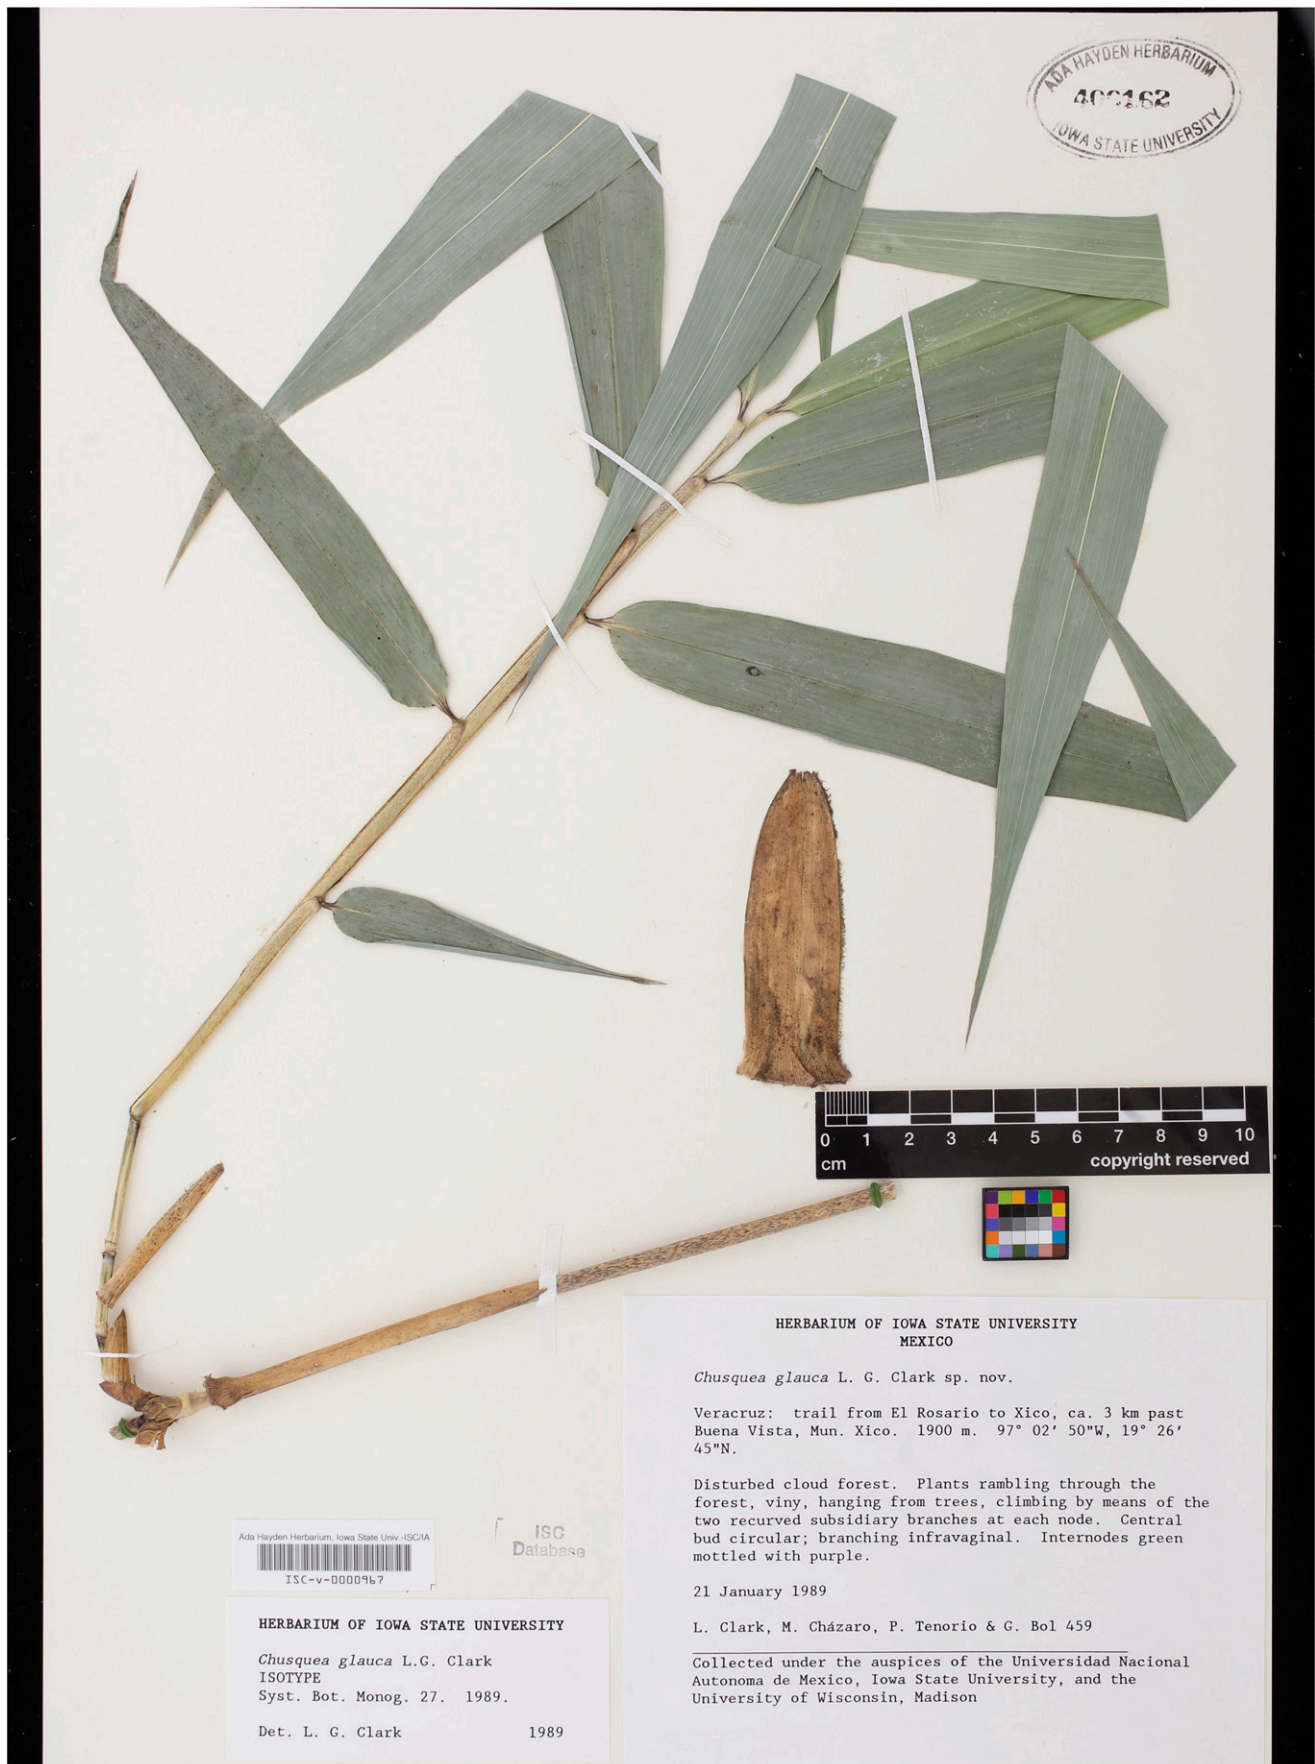 ADA HAYDEN HERBARIUM
IOWA STATE UNIVERSITY
0 1 2 3 4 5 6 7 8 9 10
cm
copyright reserved
HERBARIUM OF IOWA STATE UNIVERSITY
MEXICO
Chusquea glauca L. G. Clark sp. nov.
Veracruz: trail from El Rosario to Xico, ca. 3 km past
Buena Vista, Mun. Xico. 1900 m. 97° 02' 50"W, 19° 26'
45"N.
Disturbed cloud forest. Plants rambling through the
forest, viny, hanging from trees, climbing by means of the
two recurved subsidiary branches at each node. Central
bud circular; branching infravaginal. Internodes green
mottled with purple.
21 January 1989
L. Clark, M. Cházaro, P. Tenorio & G. Bol 459
Collected under the auspices of the Universidad Nacional
Autonoma de Mexico, Iowa State University, and the
University of Wisconsin, Madison
ISC
Database
Ada Hayden Herbarium, Iowa State Univ.-ISC/IA
ISC-v-0000967
HERBARIUM OF IOWA STATE UNIVERSITY
Chusquea glauca L.G. Clark
ISOTYPE
Syst. Bot. Monog. 27. 1989.
Det. L. G. Clark 1989